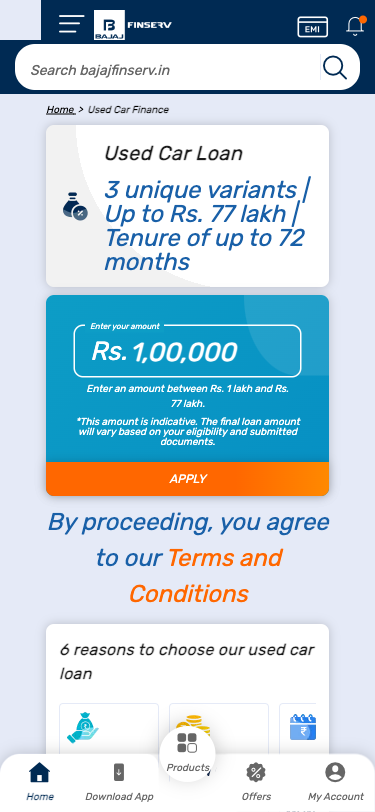 B
BAJAJ
FINSERV
EMI
Search bajajfinserv.in
Home > Used Car Finance
Used Car Loan
3 unique variants |
Up to Rs. 77 lakh |
Tenure of up to 72
months
Enter your amount
Rs. 1,00,000
Enter an amount between Rs. 1 lakh and Rs.
77 lakh.
*This amount is indicative. The final loan amount
will vary based on your eligibility and submitted
documents.
APPLY
By proceeding, you agree
to our Terms and
Conditions
6 reasons to choose our used car
loan
Home
Download App
Products
Offers
My Account